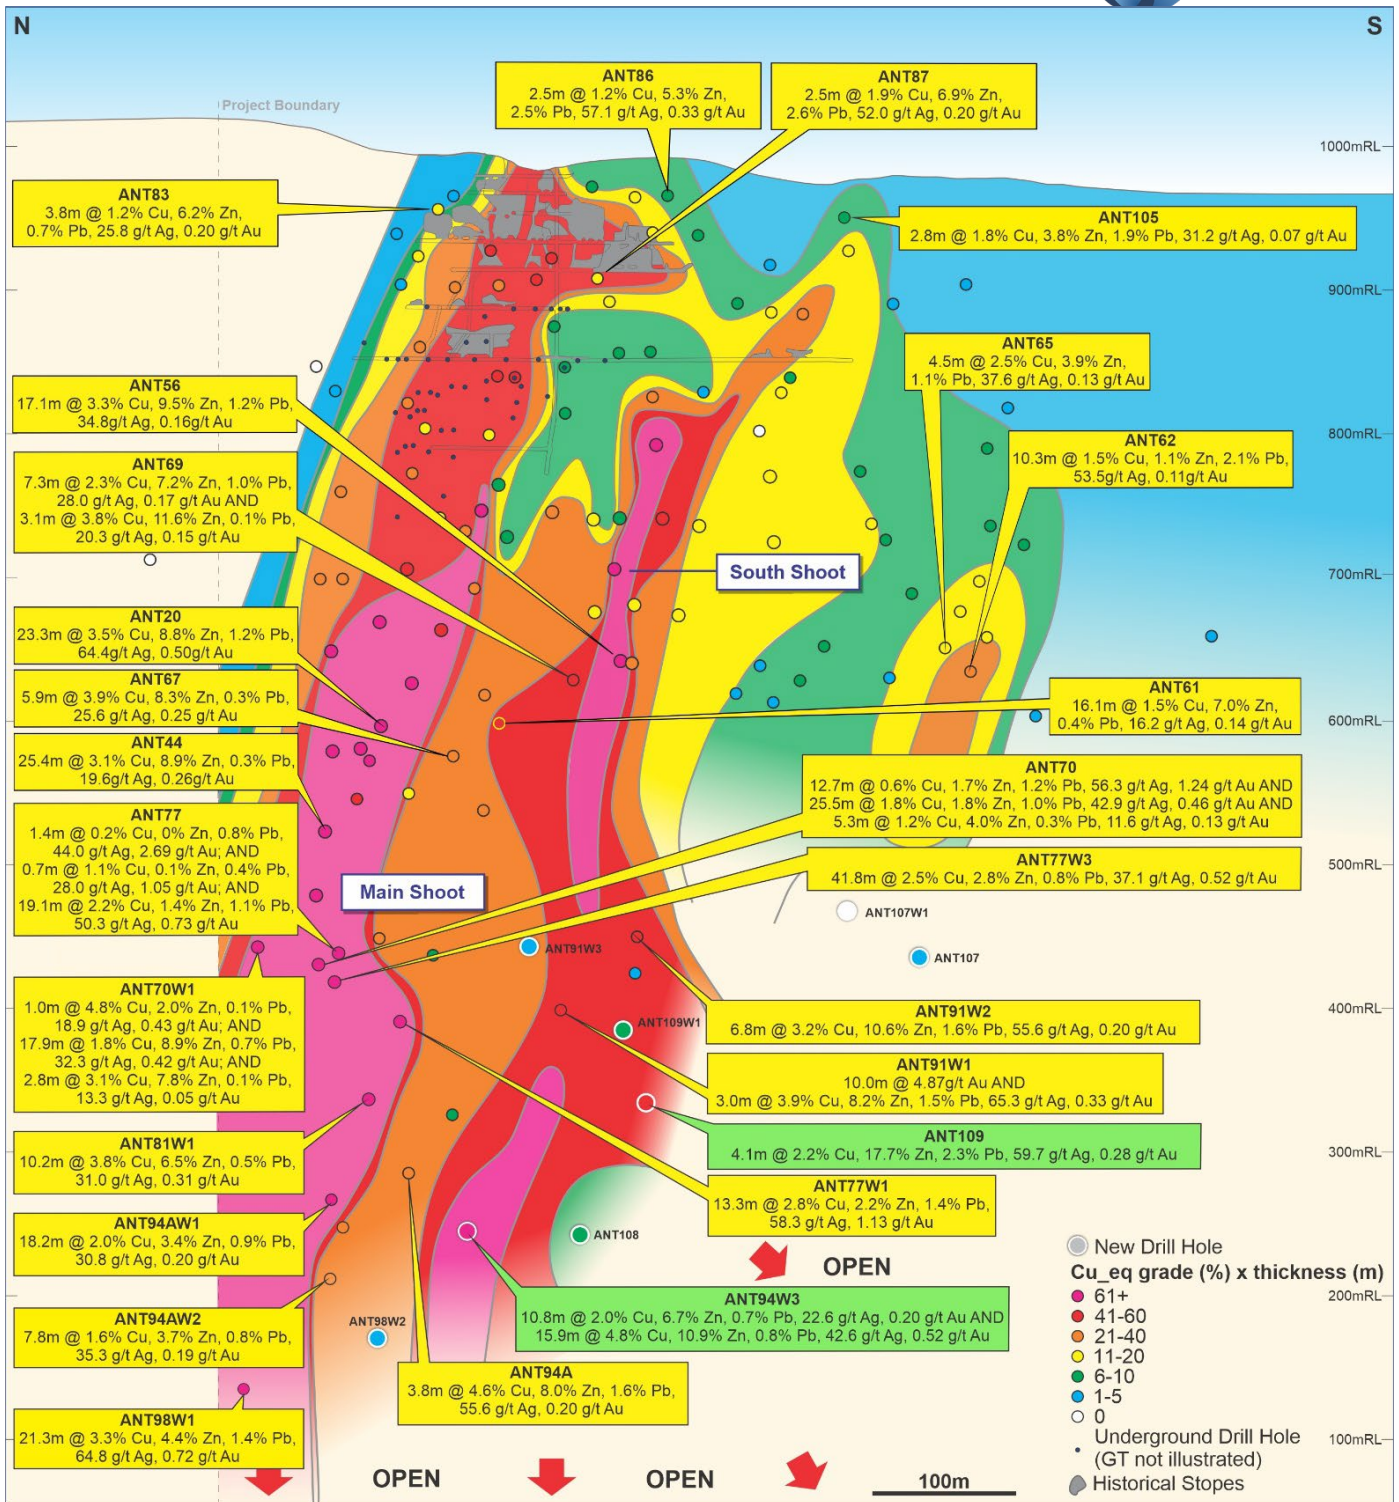 N
S
Project Boundary
ANT86
2.5m @ 1.2% Cu, 5.3% Zn,
2.5% Pb, 57.1 g/t Ag, 0.33 g/t Au
ANT87
2.5m @ 1.9% Cu, 6.9% Zn,
2.6% Pb, 52.0 g/t Ag, 0.20 g/t Au
1000mRL
ANT83
3.8m @ 1.2% Cu, 6.2% Zn,
0.7% Pb, 25.8 g/t Ag, 0.20 g/t Au
ANT105
2.8m @ 1.8% Cu, 3.8% Zn, 1.9% Pb, 31.2 g/t Ag, 0.07 g/t Au
900mRL
ANT65
4.5m @ 2.5% Cu, 3.9% Zn,
1.1% Pb, 37.6 g/t Ag, 0.13 g/t Au
ANT56
17.1m @ 3.3% Cu, 9.5% Zn, 1.2% Pb,
34.8g/t Ag, 0.16g/t Au
800mRL
ANT62
10.3m @ 1.5% Cu, 1.1% Zn, 2.1% Pb,
53.5g/t Ag, 0.11g/t Au
ANT69
7.3m @ 2.3% Cu, 7.2% Zn, 1.0% Pb,
28.0 g/t Ag, 0.17 g/t Au AND
3.1m @ 3.8% Cu, 11.6% Zn, 0.1% Pb,
20.3 g/t Ag, 0.15 g/t Au
South Shoot
700mRL
ANT20
23.3m @ 3.5% Cu, 8.8% Zn, 1.2% Pb,
64.4g/t Ag, 0.50g/t Au
ANT67
5.9m @ 3.9% Cu, 8.3% Zn, 0.3% Pb,
25.6 g/t Ag, 0.25 g/t Au
ANT61
16.1m @ 1.5% Cu, 7.0% Zn,
0.4% Pb, 16.2 g/t Ag, 0.14 g/t Au
600mRL
ANT44
25.4m @ 3.1% Cu, 8.9% Zn, 0.3% Pb,
19.6g/t Ag, 0.26g/t Au
ANT70
12.7m @ 0.6% Cu, 1.7% Zn, 1.2% Pb, 56.3 g/t Ag, 1.24 g/t Au AND
25.5m @ 1.8% Cu, 1.8% Zn, 1.0% Pb, 42.9 g/t Ag, 0.46 g/t Au AND
5.3m @ 1.2% Cu, 4.0% Zn, 0.3% Pb, 11.6 g/t Ag, 0.13 g/t Au
ANT77
1.4m @ 0.2% Cu, 0% Zn, 0.8% Pb,
44.0 g/t Ag, 2.69 g/t Au; AND
0.7m @ 1.1% Cu, 0.1% Zn, 0.4% Pb,
28.0 g/t Ag, 1.05 g/t Au; AND
19.1m @ 2.2% Cu, 1.4% Zn, 1.1% Pb,
50.3 g/t Ag, 0.73 g/t Au
ANT77W3
41.8m @ 2.5% Cu, 2.8% Zn, 0.8% Pb, 37.1 g/t Ag, 0.52 g/t Au
500mRL
Main Shoot
ANT107W1
ANT91W3
ANT107
ANT70W1
1.0m @ 4.8% Cu, 2.0% Zn, 0.1% Pb,
18.9 g/t Ag, 0.43 g/t Au; AND
17.9m @ 1.8% Cu, 8.9% Zn, 0.7% Pb,
32.3 g/t Ag, 0.42 g/t Au; AND
2.8m @ 3.1% Cu, 7.8% Zn, 0.1% Pb,
13.3 g/t Ag, 0.05 g/t Au
400mRL
ANT91W2
6.8m @ 3.2% Cu, 10.6% Zn, 1.6% Pb, 55.6 g/t Ag, 0.20 g/t Au
ANT109W1
ANT91W1
10.0m @ 4.87g/t Au AND
3.0m @ 3.9% Cu, 8.2% Zn, 1.5% Pb, 65.3 g/t Ag, 0.33 g/t Au
ANT109
4.1m @ 2.2% Cu, 17.7% Zn, 2.3% Pb, 59.7 g/t Ag, 0.28 g/t Au
300mRL
ANT81W1
10.2m @ 3.8% Cu, 6.5% Zn, 0.5% Pb,
31.0 g/t Ag, 0.31 g/t Au
ANT77W1
13.3m @ 2.8% Cu, 2.2% Zn, 1.4% Pb,
58.3 g/t Ag, 1.13 g/t Au
ANT94AW1
18.2m @ 2.0% Cu, 3.4% Zn, 0.9% Pb,
30.8 g/t Ag, 0.20 g/t Au
ANT108
OPEN
ANT94W3
10.8m @ 2.0% Cu, 6.7% Zn, 0.7% Pb, 22.6 g/t Ag, 0.20 g/t Au AND
15.9m @ 4.8% Cu, 10.9% Zn, 0.8% Pb, 42.6 g/t Ag, 0.52 g/t Au
200mRL
ANT94AW2
7.8m @ 1.6% Cu, 3.7% Zn, 0.8% Pb,
35.3 g/t Ag, 0.19 g/t Au
ANT98W2
ANT94A
3.8m @ 4.6% Cu, 8.0% Zn, 1.6% Pb,
55.6 g/t Ag, 0.20 g/t Au
ANT98W1
21.3m @ 3.3% Cu, 4.4% Zn, 1.4% Pb,
64.8 g/t Ag, 0.72 g/t Au
100mRL
New Drill Hole
Cu_eq grade (%) x thickness (m)
61+
41-60
21-40
11-20
6-10
1-5
0
Underground Drill Hole
(GT not illustrated)
Historical Stopes
OPEN
OPEN
100m